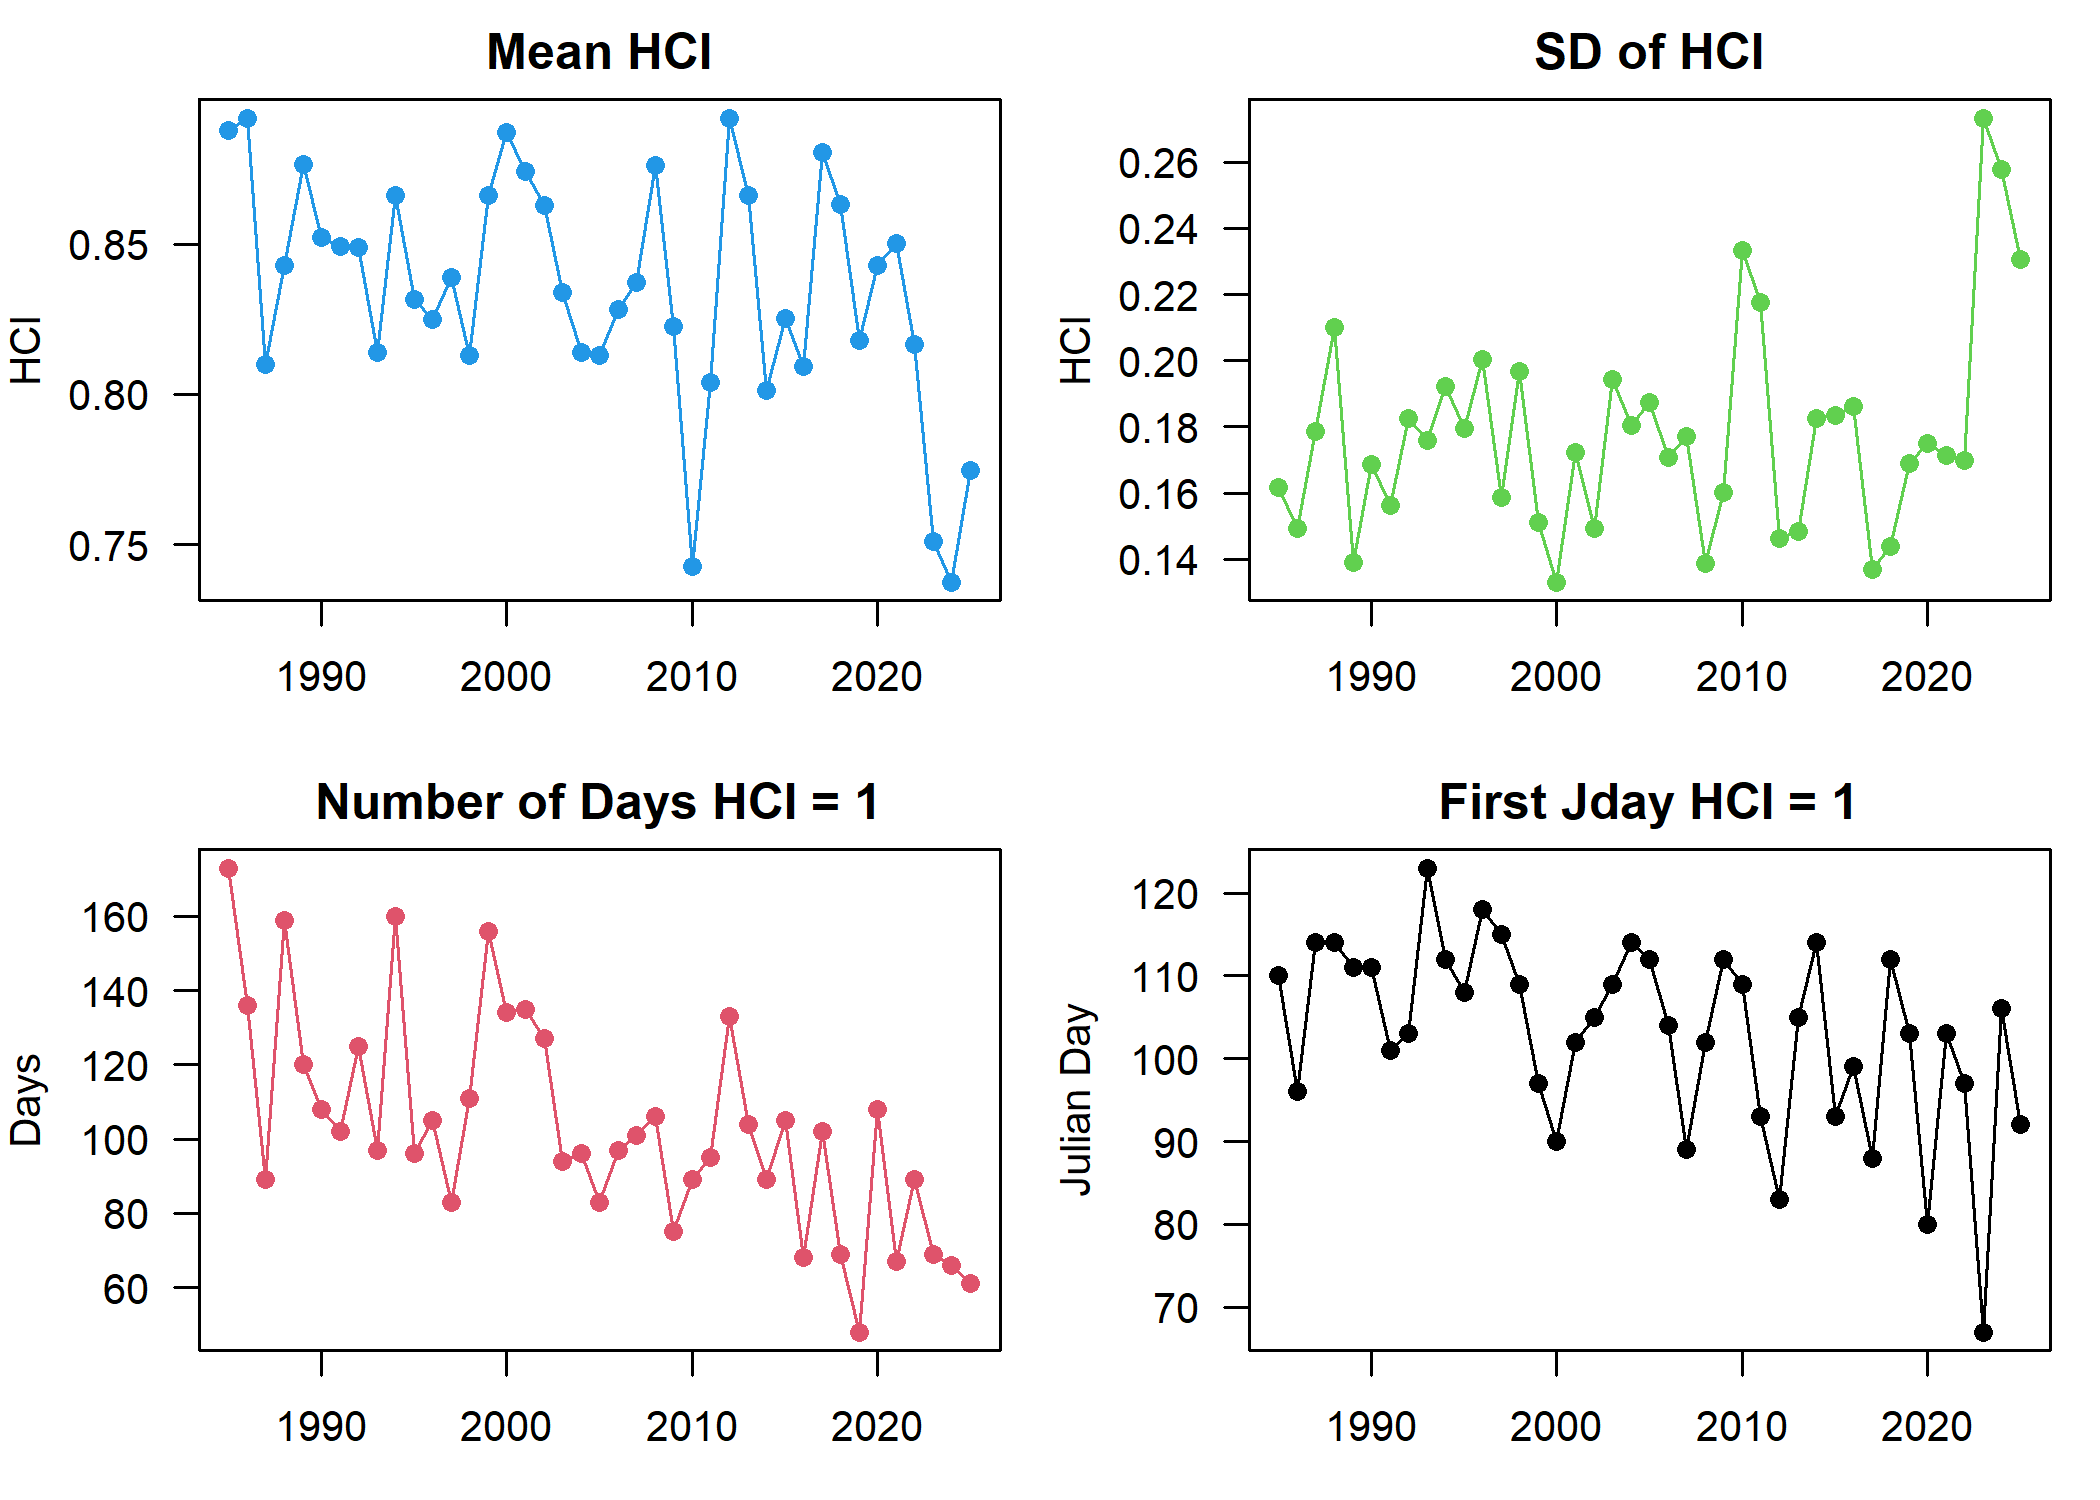 Mean HCI
HCI
0.85
0.80
0.75
1990 2000 2010 2020
SD of HCI
HCI
0.26
0.24
0.22
0.20
0.18
0.16
0.14
1990 2000 2010 2020
Number of Days HCI = 1
Days
160
140
120
100
80
60
1990 2000 2010 2020
First Jday HCI = 1
Julian Day
120
110
100
90
80
70
1990 2000 2010 2020